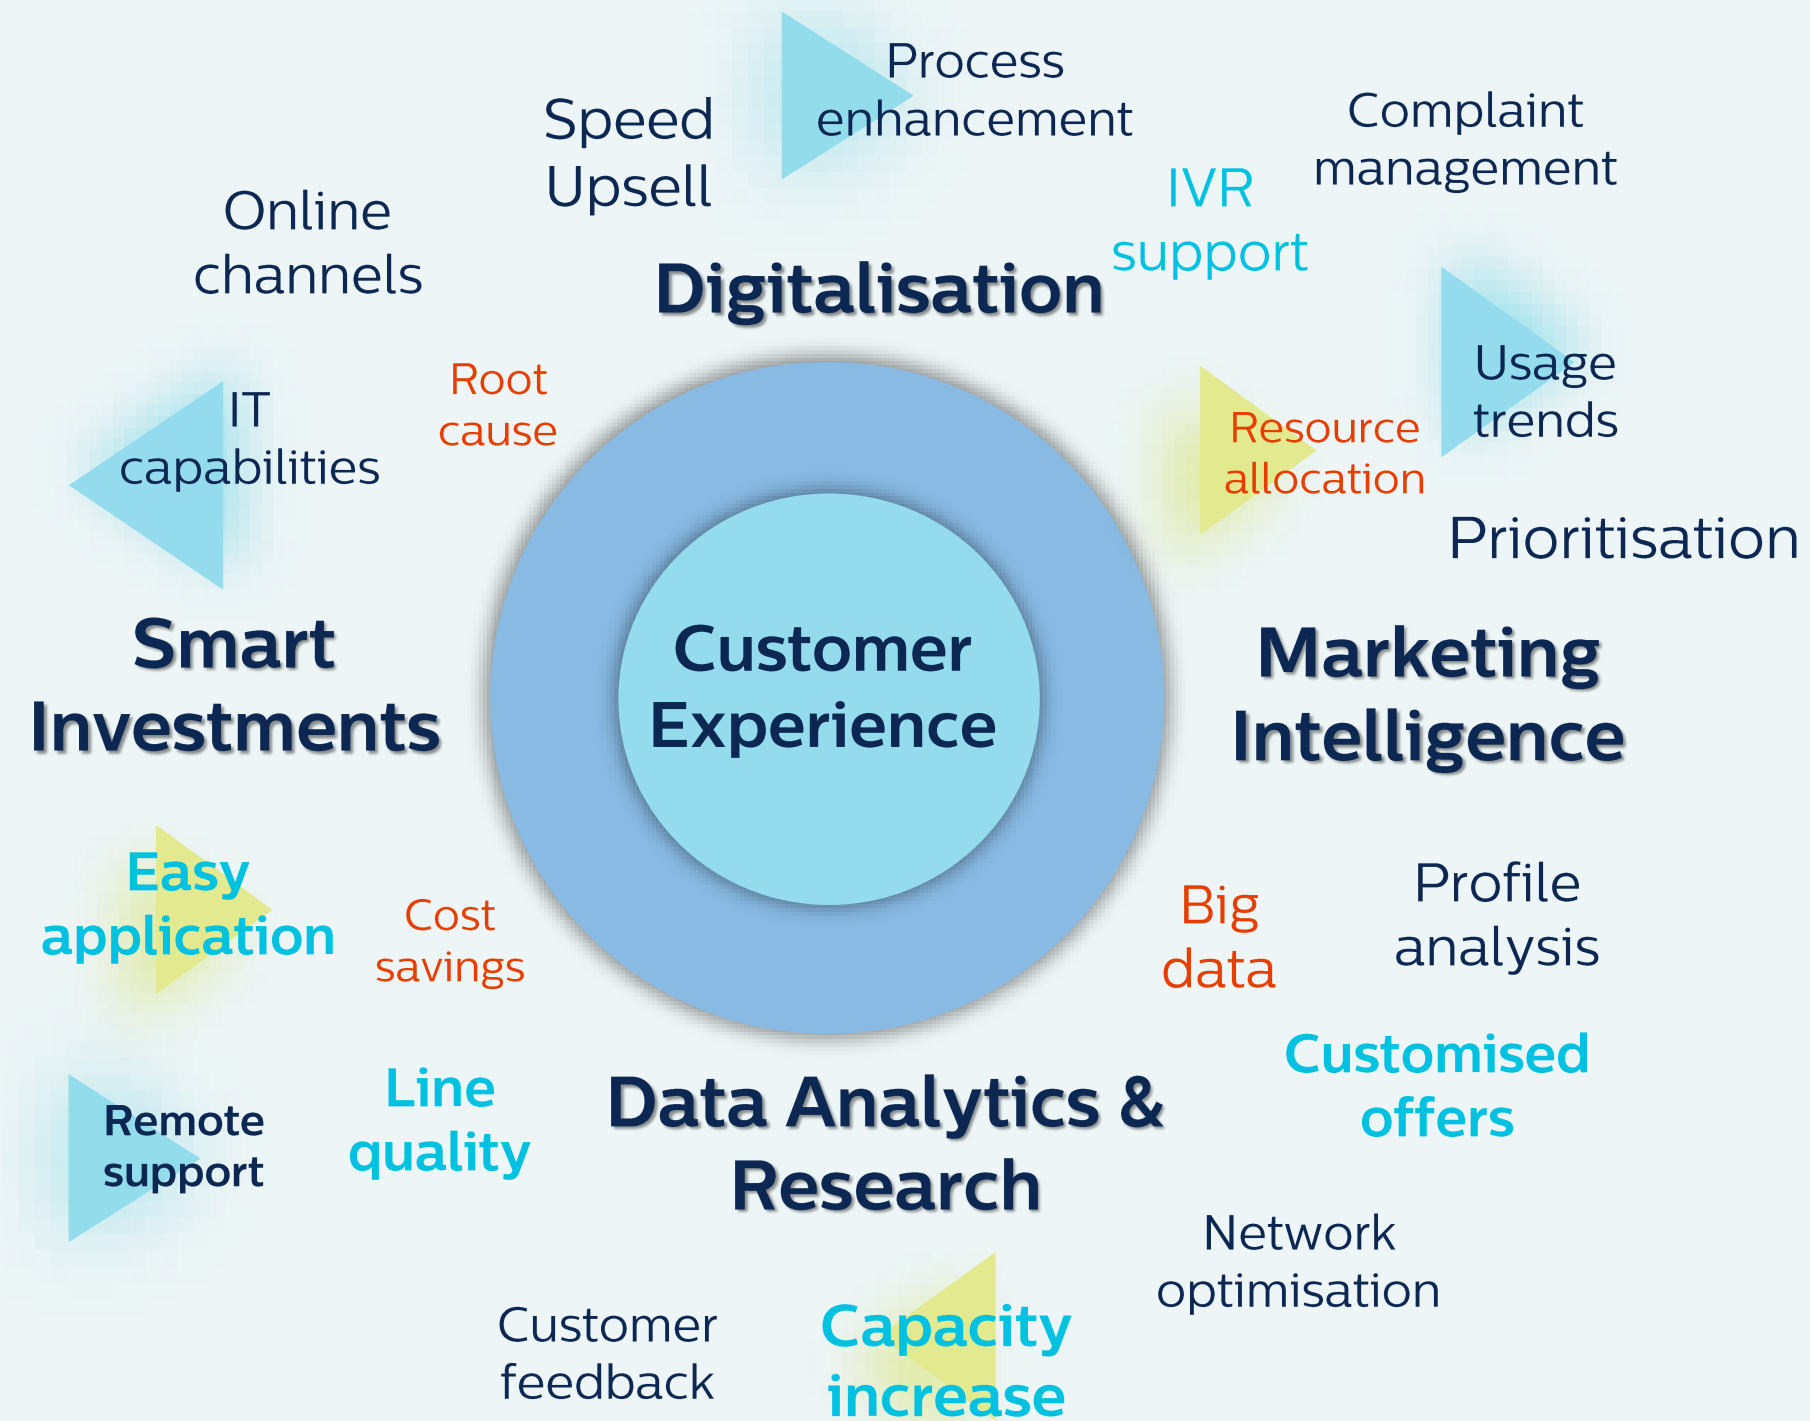 Process
enhancement
Speed
Upsell
Complaint
management
IVR
support
Online
channels
Digitalisation
Root
cause
IT
capabilities
Usage
trends
Resource
allocation
Prioritisation
Smart
Investments
Customer
Experience
Marketing
Intelligence
Easy
application
Cost
savings
Big
data
Profile
analysis
Customised
offers
Line
quality
Remote
support
Data Analytics &
Research
Network
optimisation
Customer
feedback
Capacity
increase